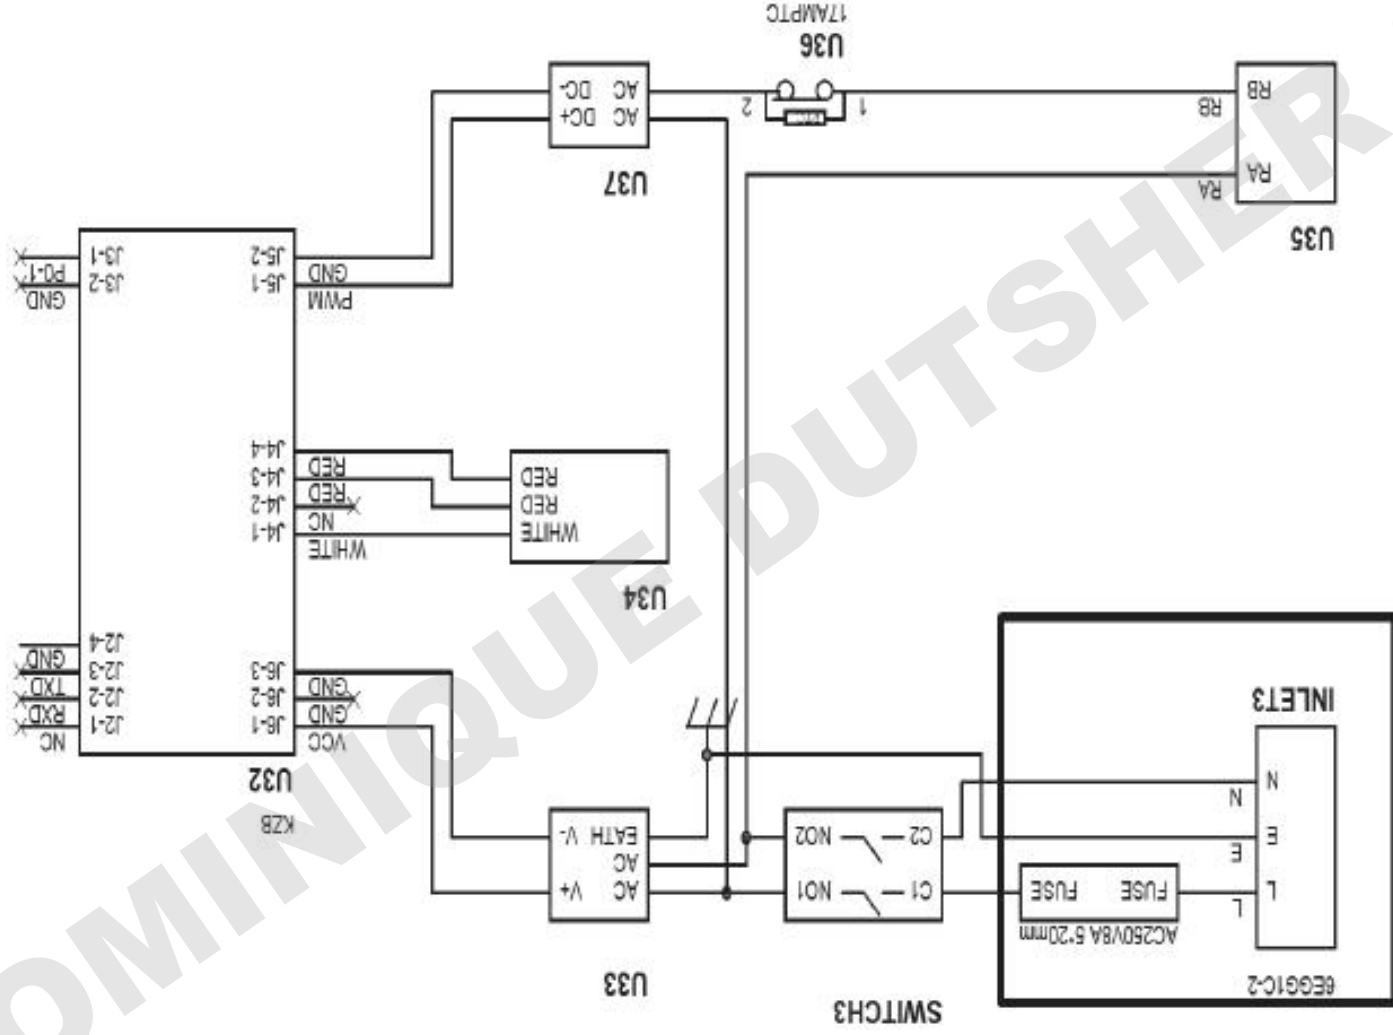 SWITCH3
U33
6EGG1C-2
AC250V8A 5*20mm
L
L
FUSE
FUSE
C1
NO1
AC
V+
E
E
C2
NO2
AC
EATH
V-
N
N
INLET3
KZB
U32
VCC
J6-1
J2-1
NC
GND
J6-2
J2-2
RXD
GND
J6-3
J2-3
TXD
J2-4
GND
U34
WHITE
WHITE
J4-1
NC
J4-2
RED
RED
J4-3
RED
RED
J4-4
PWM
J5-1
J3-2
GND
GND
J5-2
J3-1
P0-1
U35
RA
RA
U37
RB
RB
1
2
AC
DC+
AC
DC-
U36
17AMPTC
OMINIQUE DUTSHER